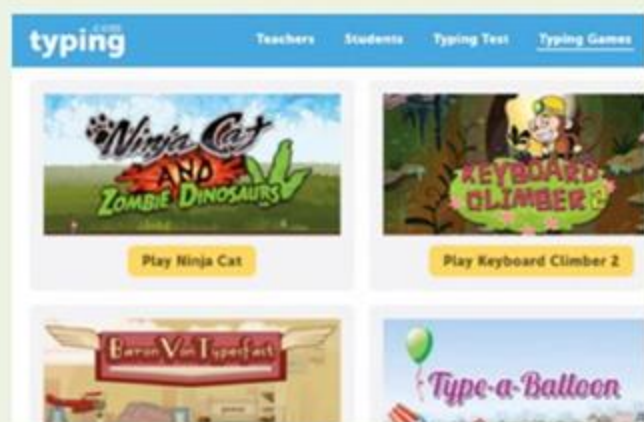 typing.com
Teachers Students Typing Test Typing Games
Ninja Cat
AND
ZOMBIE DINOSAURS
KEYBOARD
CLIMBER 2
Play Ninja Cat
Play Keyboard Climber 2
Baron Von Typesfast
Type-a-Balloon